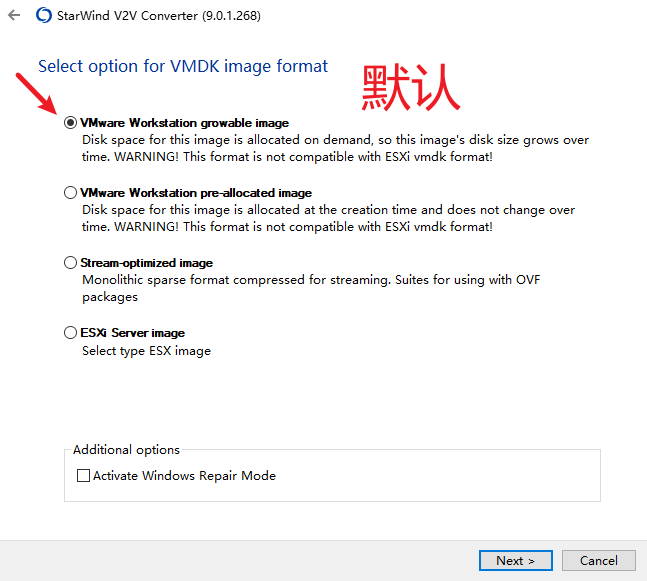 StarWind V2V Converter (9.0.1.268)
Select option for VMDK image format
默认
VMware Workstation growable image
Disk space for this image is allocated on demand, so this image's disk size grows over
time. WARNING! This format is not compatible with ESXi vmdk format!
VMware Workstation pre-allocated image
Disk space for this image is allocated at the creation time and does not change over
time. WARNING! This format is not compatible with ESXi vmdk format!
Stream-optimized image
Monolithic sparse format compressed for streaming. Suites for using with OVF
packages
ESXi Server image
Select type ESX image
Additional options
Activate Windows Repair Mode
Next >
Cancel